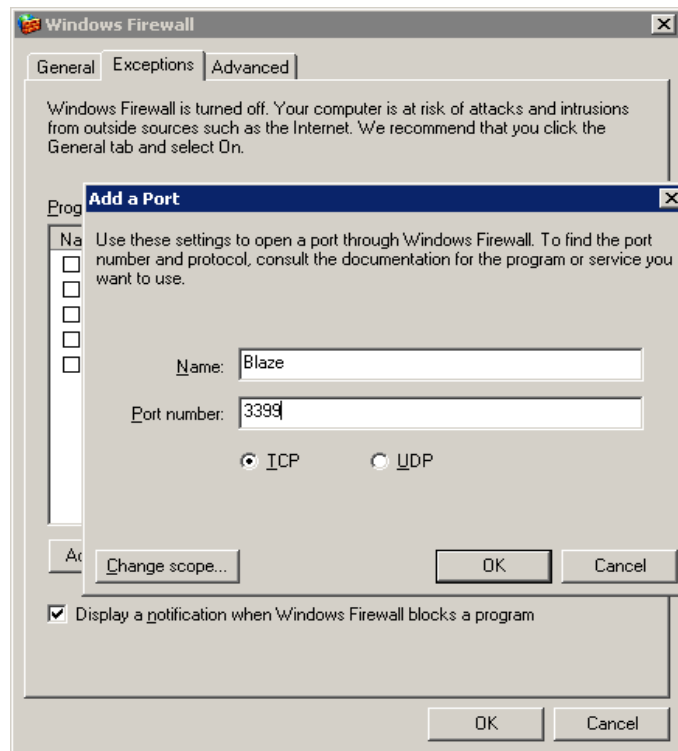 Windows Firewall
General Exceptions Advanced
Windows Firewall is turned off. Your computer is at risk of attacks and intrusions
from outside sources such as the Internet. We recommend that you click the
General tab and select On.
Prog
Na
Add a Port
Use these settings to open a port through Windows Firewall. To find the port
number and protocol, consult the documentation for the program or service you
want to use.
Name: Blaze
Port number: 3399
TCP UDP
Change scope... OK Cancel
Display a notification when Windows Firewall blocks a program
OK Cancel